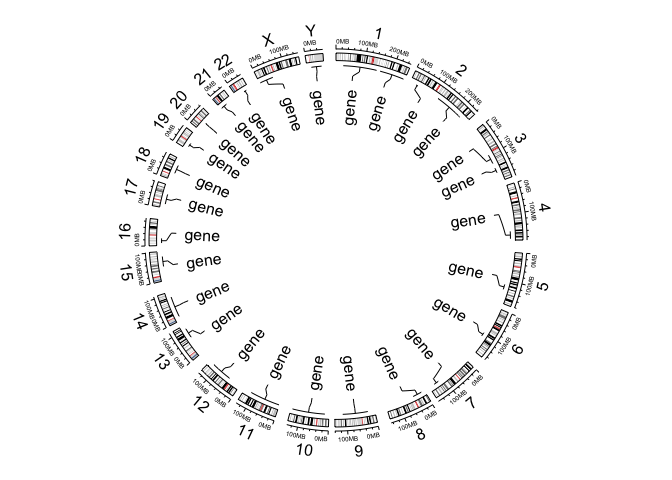 1
0MB
100MB
200MB
gene
gene
2
0MB
100MB
200MB
gene
gene
3
0MB
100MB
gene
gene
4
0MB
100MB
gene
5
0MB
100MB
gene
6
0MB
100MB
gene
7
0MB
100MB
gene
8
0MB
100MB
gene
9
0MB
100MB
gene
10
0MB
100MB
gene
11
0MB
100MB
gene
12
0MB
100MB
gene
13
0MB
100MB
gene
14
0MB
100MB
gene
15
0MB
100MB
gene
16
0MB
gene
17
0MB
gene
18
0MB
gene
19
0MB
gene
20
0MB
gene
21
0MB
gene
22
0MB
gene
X
0MB
100MB
gene
Y
0MB
gene